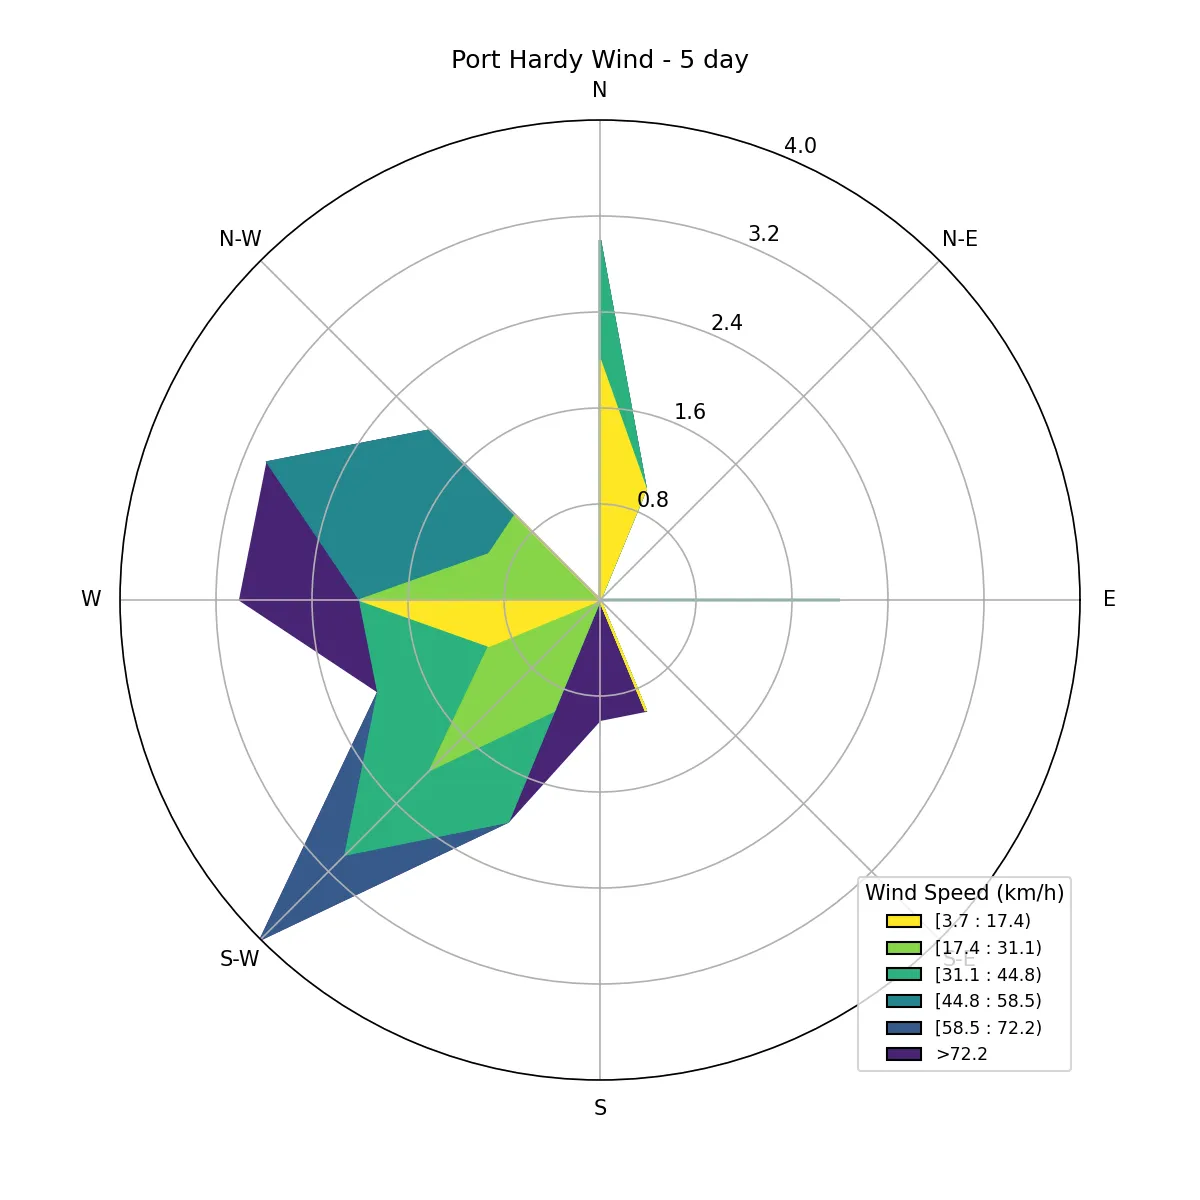 Port Hardy Wind - 5 day
N
4.0
N-W
N-E
3.2
2.4
1.6
0.8
W
E
S-W
S-E
Wind Speed (km/h)
[3.7 : 17.4)
[17.4 : 31.1)
[31.1 : 44.8)
[44.8 : 58.5)
[58.5 : 72.2)
>72.2
S